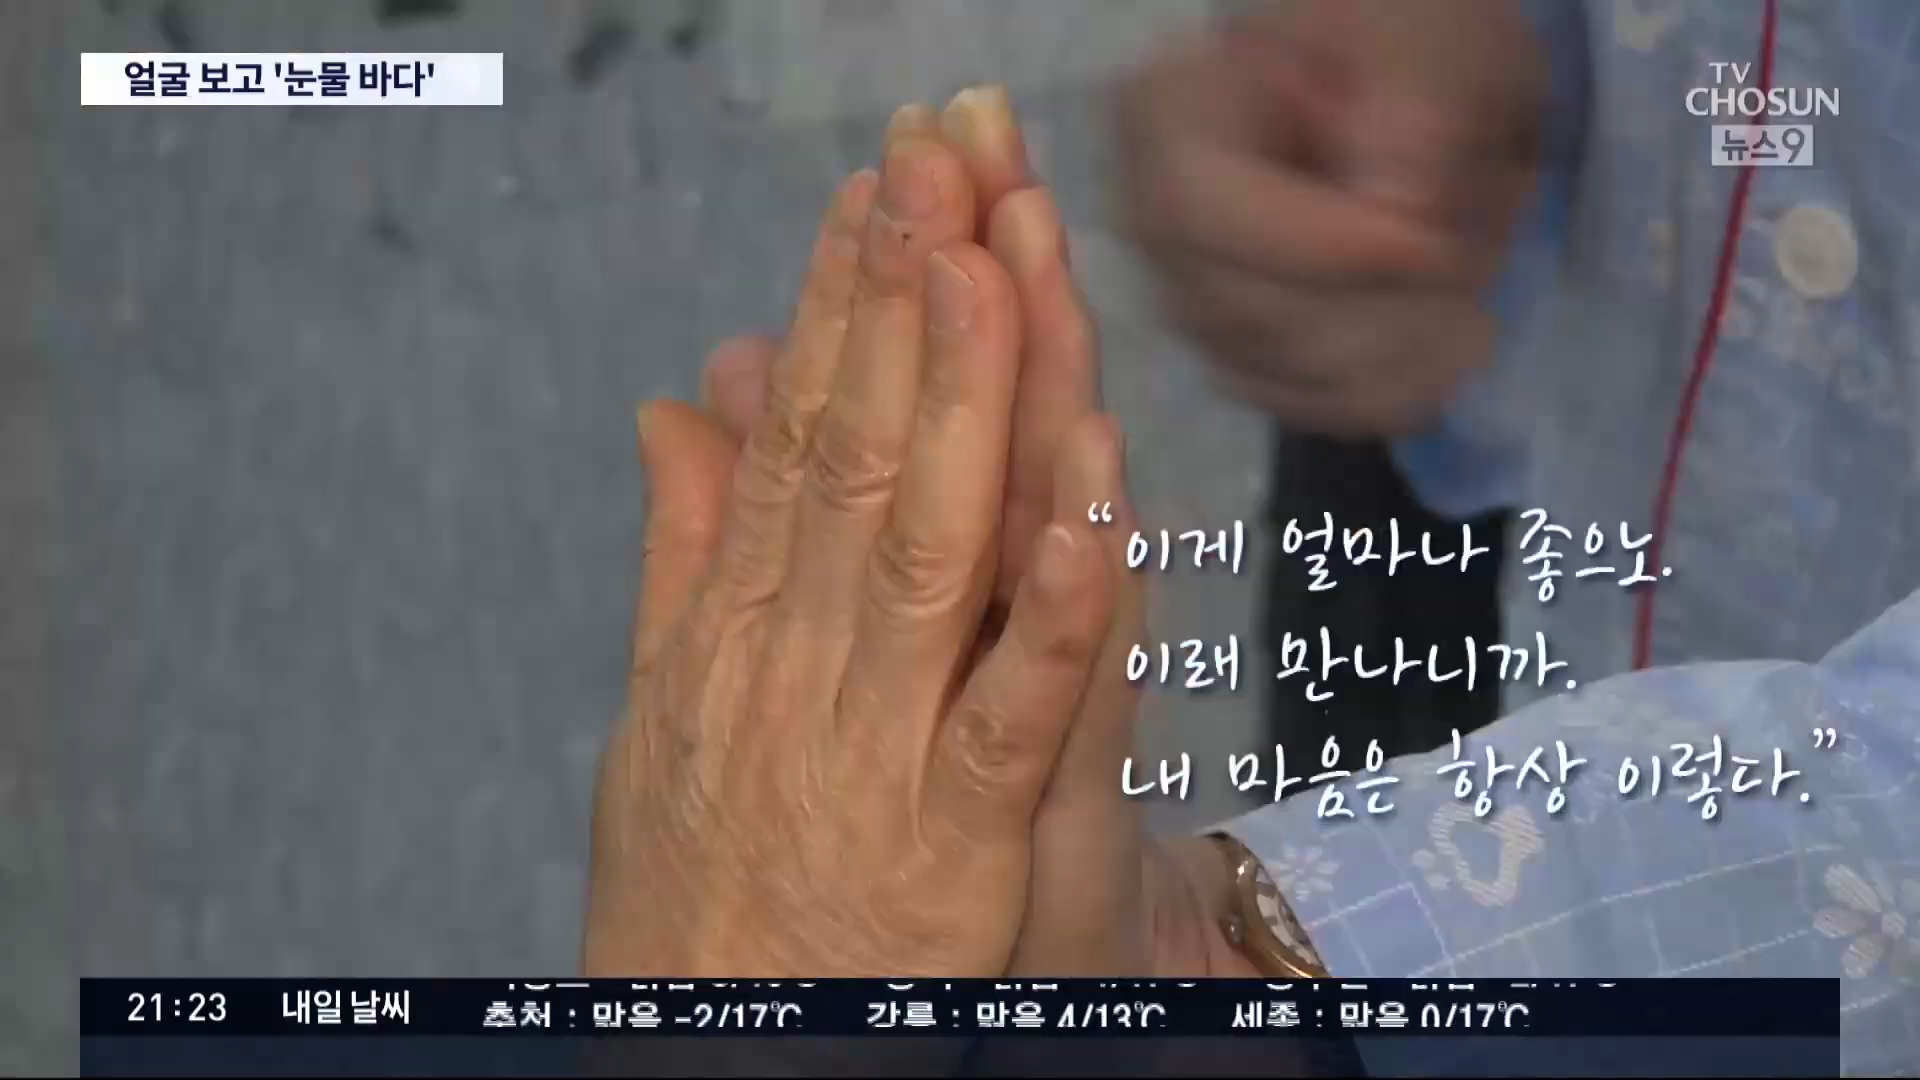 얼굴 보고 '눈물 바다'
TV
CHOSUN
뉴스9
“이게 얼마나 좋으노.
이래 만나니까.
내 마음은 항상 이렇다.”
21:23 내일 날씨 춘천 : 맑음 -2/17℃ 강릉 : 맑음 4/13℃ 세종 : 맑음 0/17℃